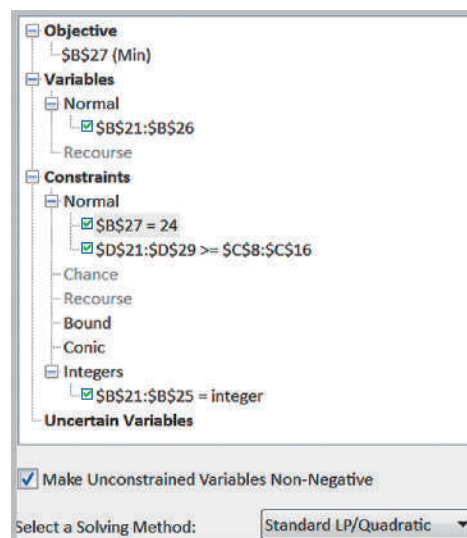 Objective
$B$27 (Min)
Variables
Normal
$B$21:$B$26
Recourse
Constraints
Normal
$B$27 = 24
$D$21:$D$29 >= $C$8:$C$16
Chance
Recourse
Bound
Conic
Integers
$B$21:$B$25 = integer
Uncertain Variables
Make Unconstrained Variables Non-Negative
Select a Solving Method: Standard LP/Quadratic